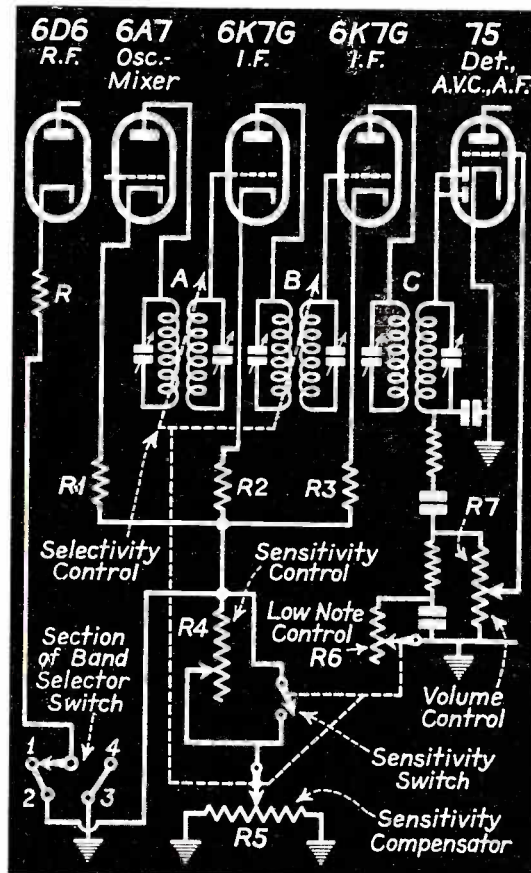 6D6
R.F.
6A7
Osc.-
Mixer
6K7G
I.F.
6K7G
I.F.
75
Det.,
A.V.C.,A.F.
R
A
B
C
R1
R2
R3
R7
Selectivity
Control
Sensitivity
Control
R4
Low Note
Control
R6
Section
of Band
Selector
Switch
Volume
Control
1
4
2
3
Sensitivity
Switch
R5
Sensitivity
Compensator